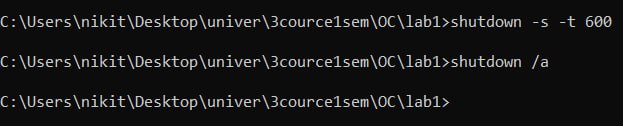 C:\Users\nikit\Desktop\univer\3cource1sem\OC\lab1>shutdown -s -t 600
C:\Users\nikit\Desktop\univer\3cource1sem\OC\lab1>shutdown /a
C:\Users\nikit\Desktop\univer\3cource1sem\OC\lab1>